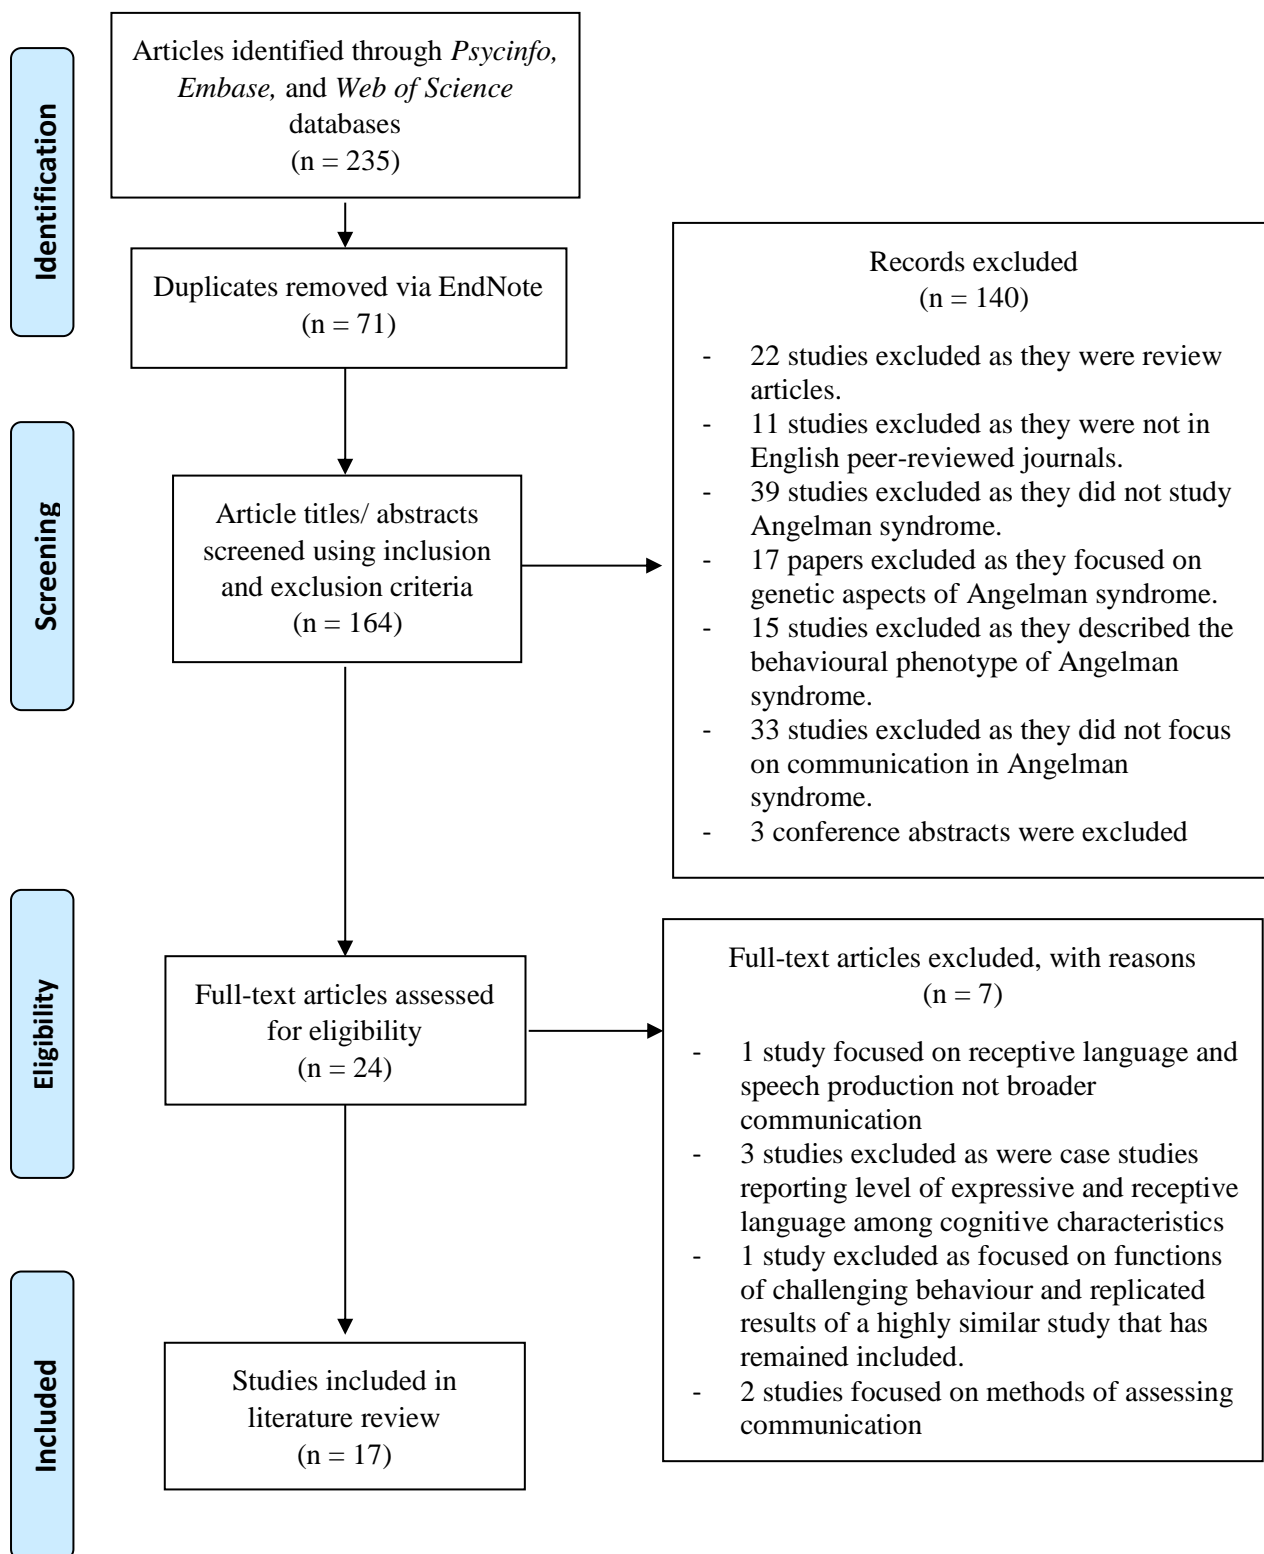 Identification
Articles identified through Psycinfo,
Embase, and Web of Science
databases
(n = 235)
Duplicates removed via EndNote
(n = 71)
Screening
Article titles/ abstracts
screened using inclusion
and exclusion criteria
(n = 164)
Records excluded
(n = 140)
- 22 studies excluded as they were review
articles.
- 11 studies excluded as they were not in
English peer-reviewed journals.
- 39 studies excluded as they did not study
Angelman syndrome.
- 17 papers excluded as they focused on
genetic aspects of Angelman syndrome.
- 15 studies excluded as they described the
behavioural phenotype of Angelman
syndrome.
- 33 studies excluded as they did not focus
on communication in Angelman
syndrome.
- 3 conference abstracts were excluded
Eligibility
Full-text articles assessed
for eligibility
(n = 24)
Full-text articles excluded, with reasons
(n = 7)
- 1 study focused on receptive language and
speech production not broader
communication
- 3 studies excluded as were case studies
reporting level of expressive and receptive
language among cognitive characteristics
- 1 study excluded as focused on functions
of challenging behaviour and replicated
results of a highly similar study that has
remained included.
- 2 studies focused on methods of assessing
communication
Included
Studies included in
literature review
(n = 17)